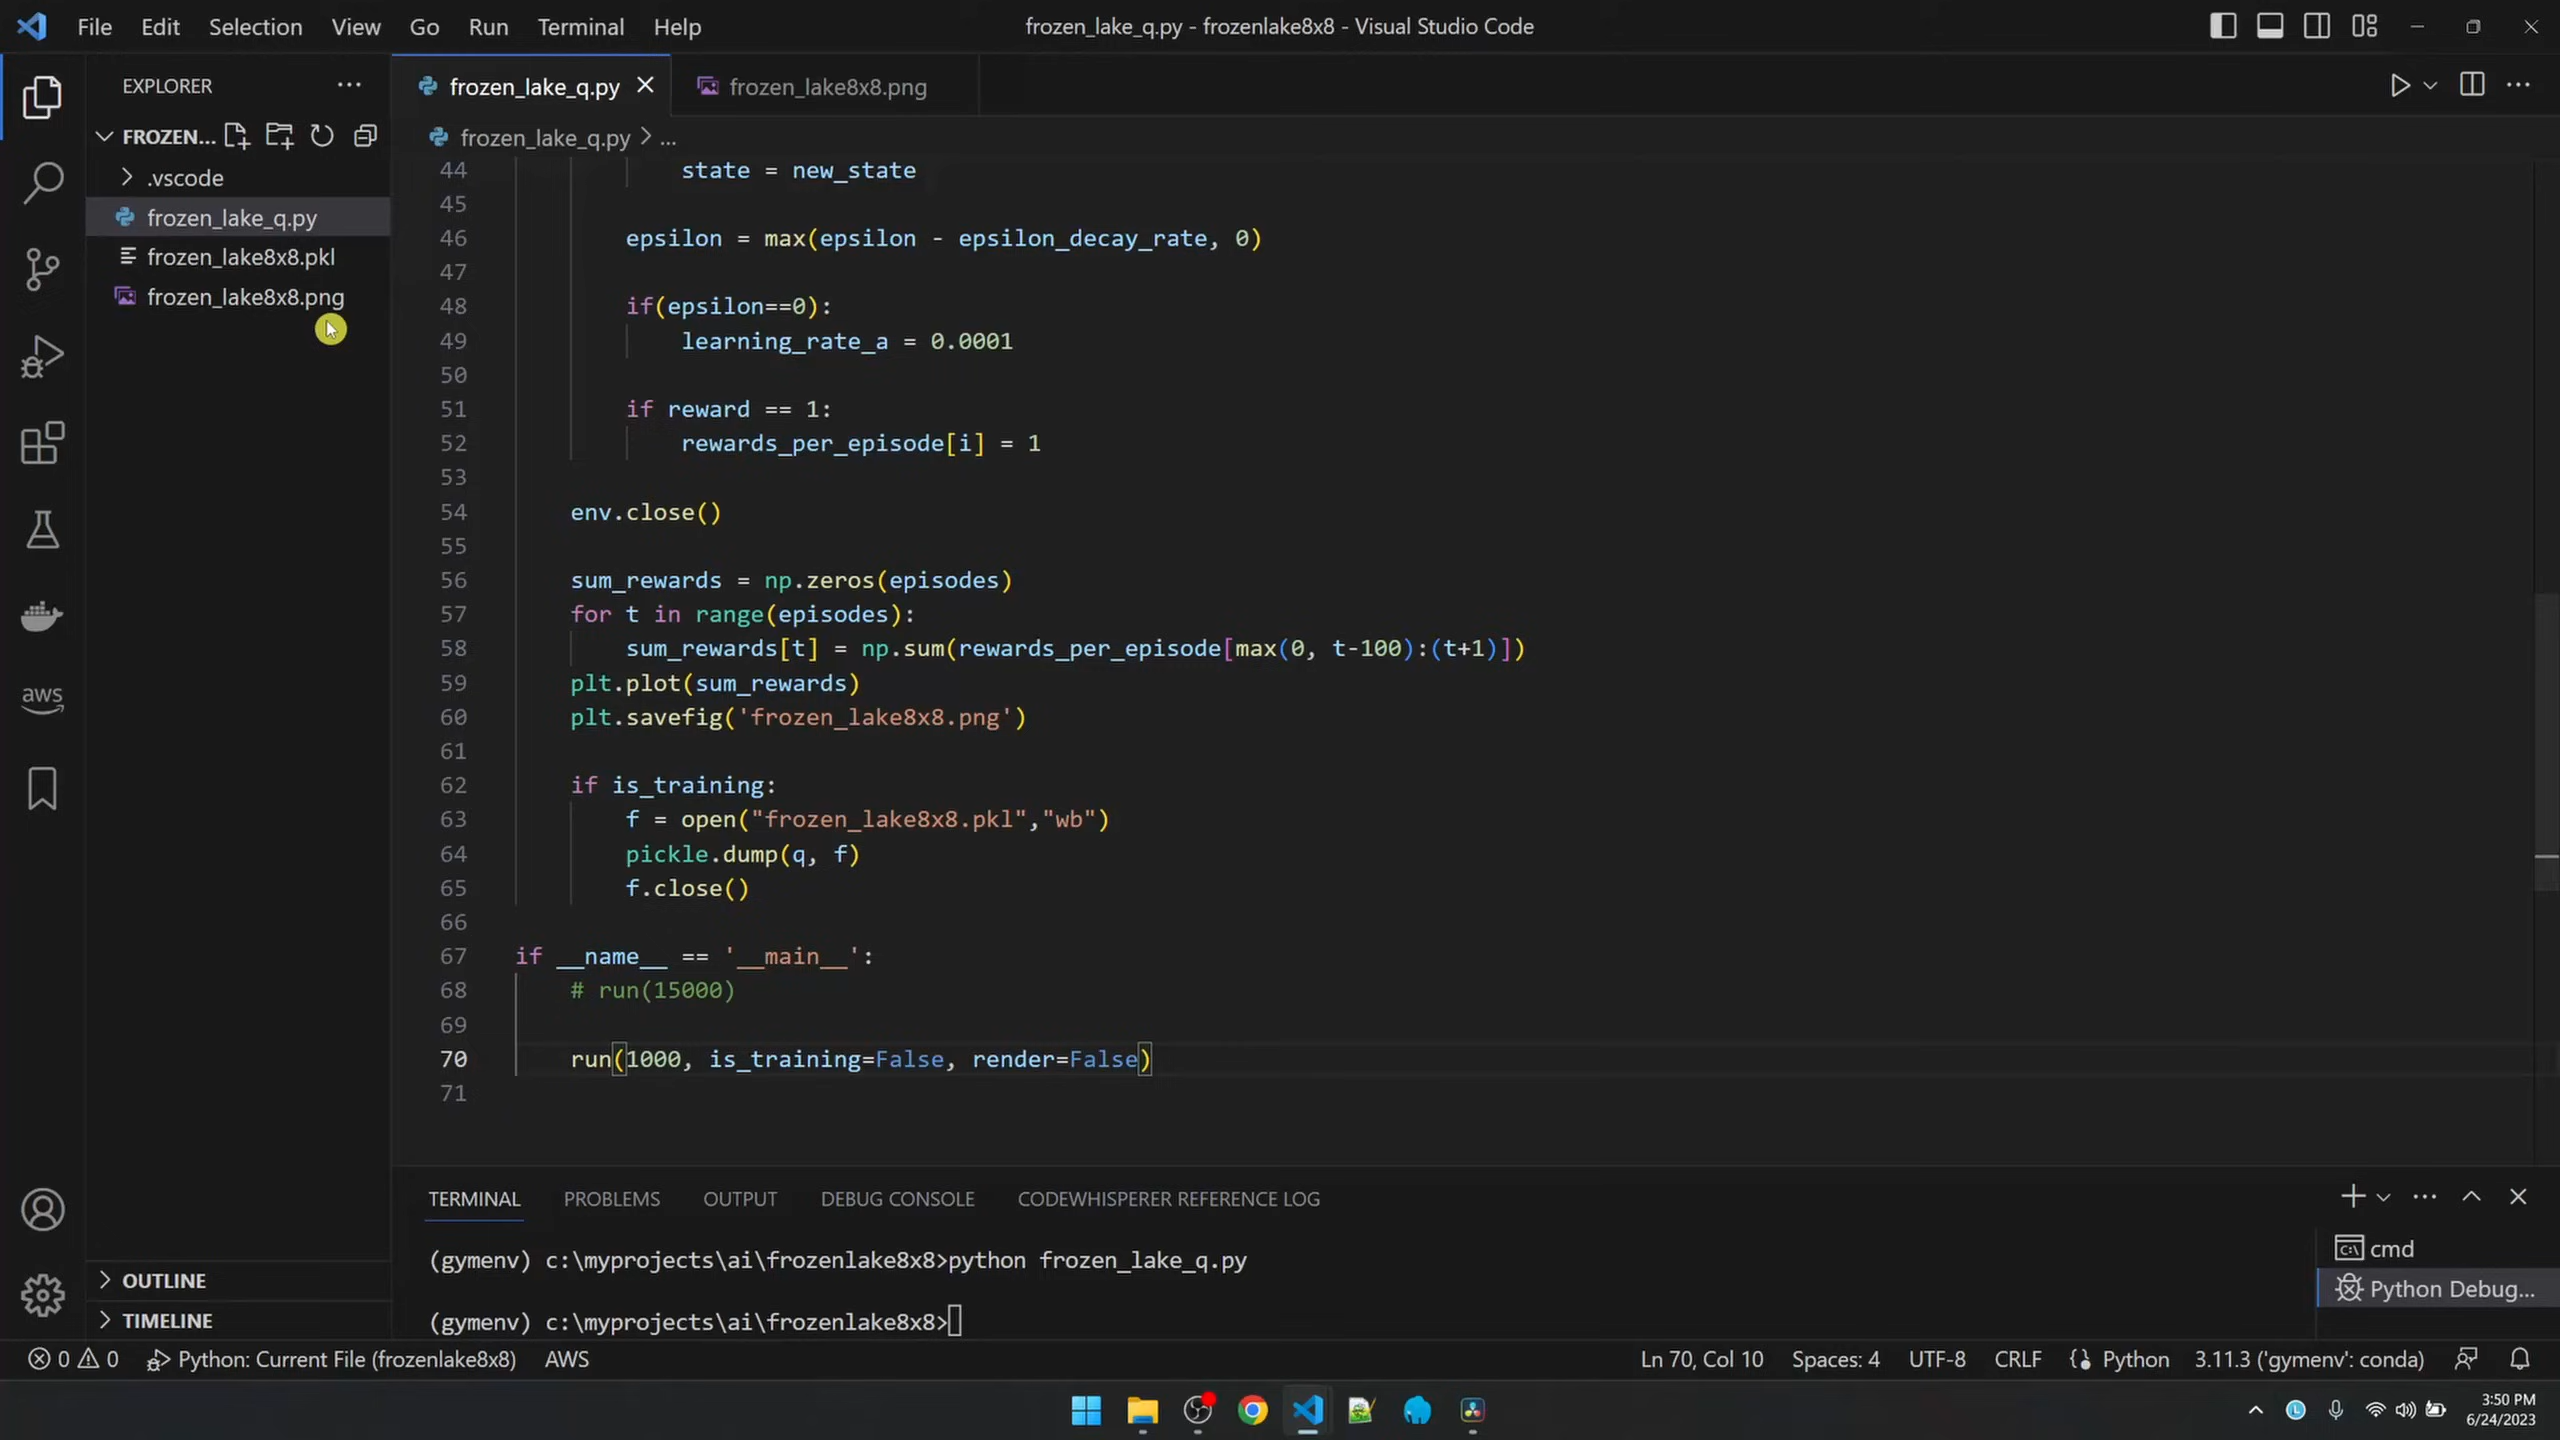 File Edit Selection View Go Run Terminal Help
frozen_lake_q.py - frozenlake8x8 - Visual Studio Code
EXPLORER
FROZEN...
.vscode
frozen_lake_q.py
frozen_lake8x8.pkl
frozen_lake8x8.png
OUTLINE
TIMELINE
aws
frozen_lake_q.py
frozen_lake8x8.png
frozen_lake_q.py > ...
44 state = new_state
45
46 epsilon = max(epsilon - epsilon_decay_rate, 0)
47
48 if(epsilon==0):
49 learning_rate_a = 0.0001
50
51 if reward == 1:
52 rewards_per_episode[i] = 1
53
54 env.close()
55
56 sum_rewards = np.zeros(episodes)
57 for t in range(episodes):
58 sum_rewards[t] = np.sum(rewards_per_episode[max(0, t-100):(t+1)])
59 plt.plot(sum_rewards)
60 plt.savefig('frozen_lake8x8.png')
61
62 if is_training:
63 f = open("frozen_lake8x8.pkl","wb")
64 pickle.dump(q, f)
65 f.close()
66
67 if __name__ == '__main__':
68 # run(15000)
69
70 run(1000, is_training=False, render=False)
71
TERMINAL PROBLEMS OUTPUT DEBUG CONSOLE CODEWHISPERER REFERENCE LOG
(gymenv) c:\myprojects\ai\frozenlake8x8>python frozen_lake_q.py
(gymenv) c:\myprojects\ai\frozenlake8x8>
cmd
Python Debug...
0 0 Python: Current File (frozenlake8x8) AWS
Ln 70, Col 10 Spaces: 4 UTF-8 CRLF Python 3.11.3 ('gymenv': conda)
3:50 PM
6/24/2023